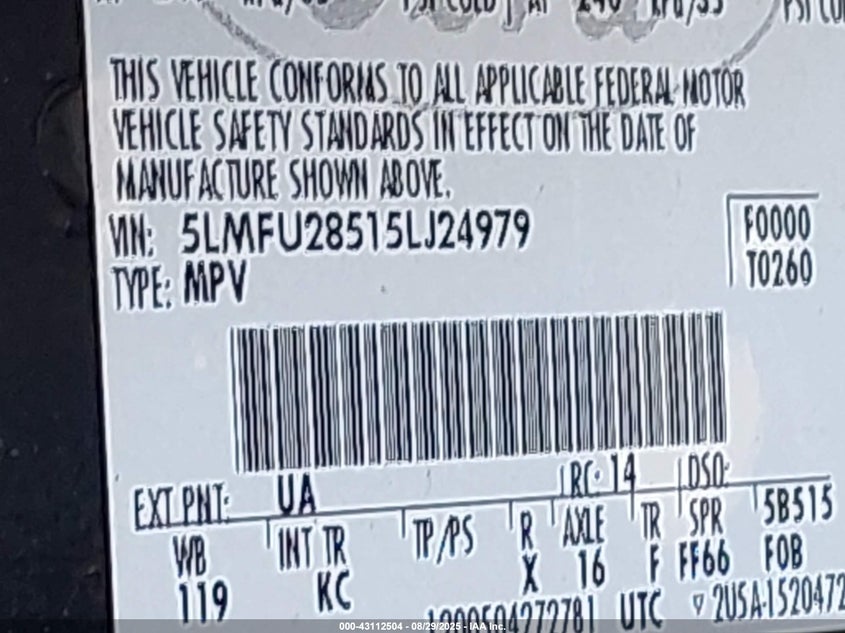 THIS VEHICLE CONFORMS TO ALL APPLICABLE FEDERAL MOTOR
VEHICLE SAFETY STANDARDS IN EFFECT ON THE DATE OF
MANUFACTURE SHOWN ABOVE.
VIN: 5LMFU28515LJ24979
F0000
TYPE: MPV
T0260
EXT PNT: UA RC: 14 DSO:
WB INT TR TP/PS R AXLE TR SPR 5B515
119 KC X 16 F FF66 FOB
UTC ▽ 2USA-1520472
000-43112504 - 08/29/2025 - IAA Inc.